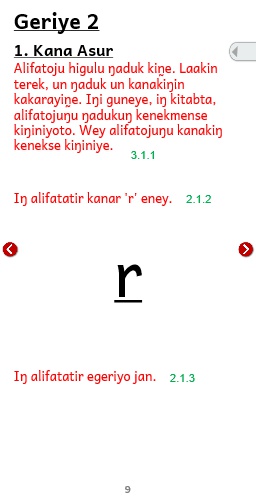 Geriye 2
1. Kana Asur
Alifatoju higulu ŋaduk kiŋe. Laakin
terek, un ŋaduk un kanakiŋin
kakarayiŋe. Iŋi guneye, iŋ kitabta,
alifatojuŋu ŋadukuŋ kenekmense
kiŋiniyoto. Wey alifatojuŋu kanakiŋ
kenekse kiŋiniye.
3.1.1
Iŋ alifatatir kanar 'r' eney. 2.1.2
r
Iŋ alifatatir egeriyo jan. 2.1.3
9